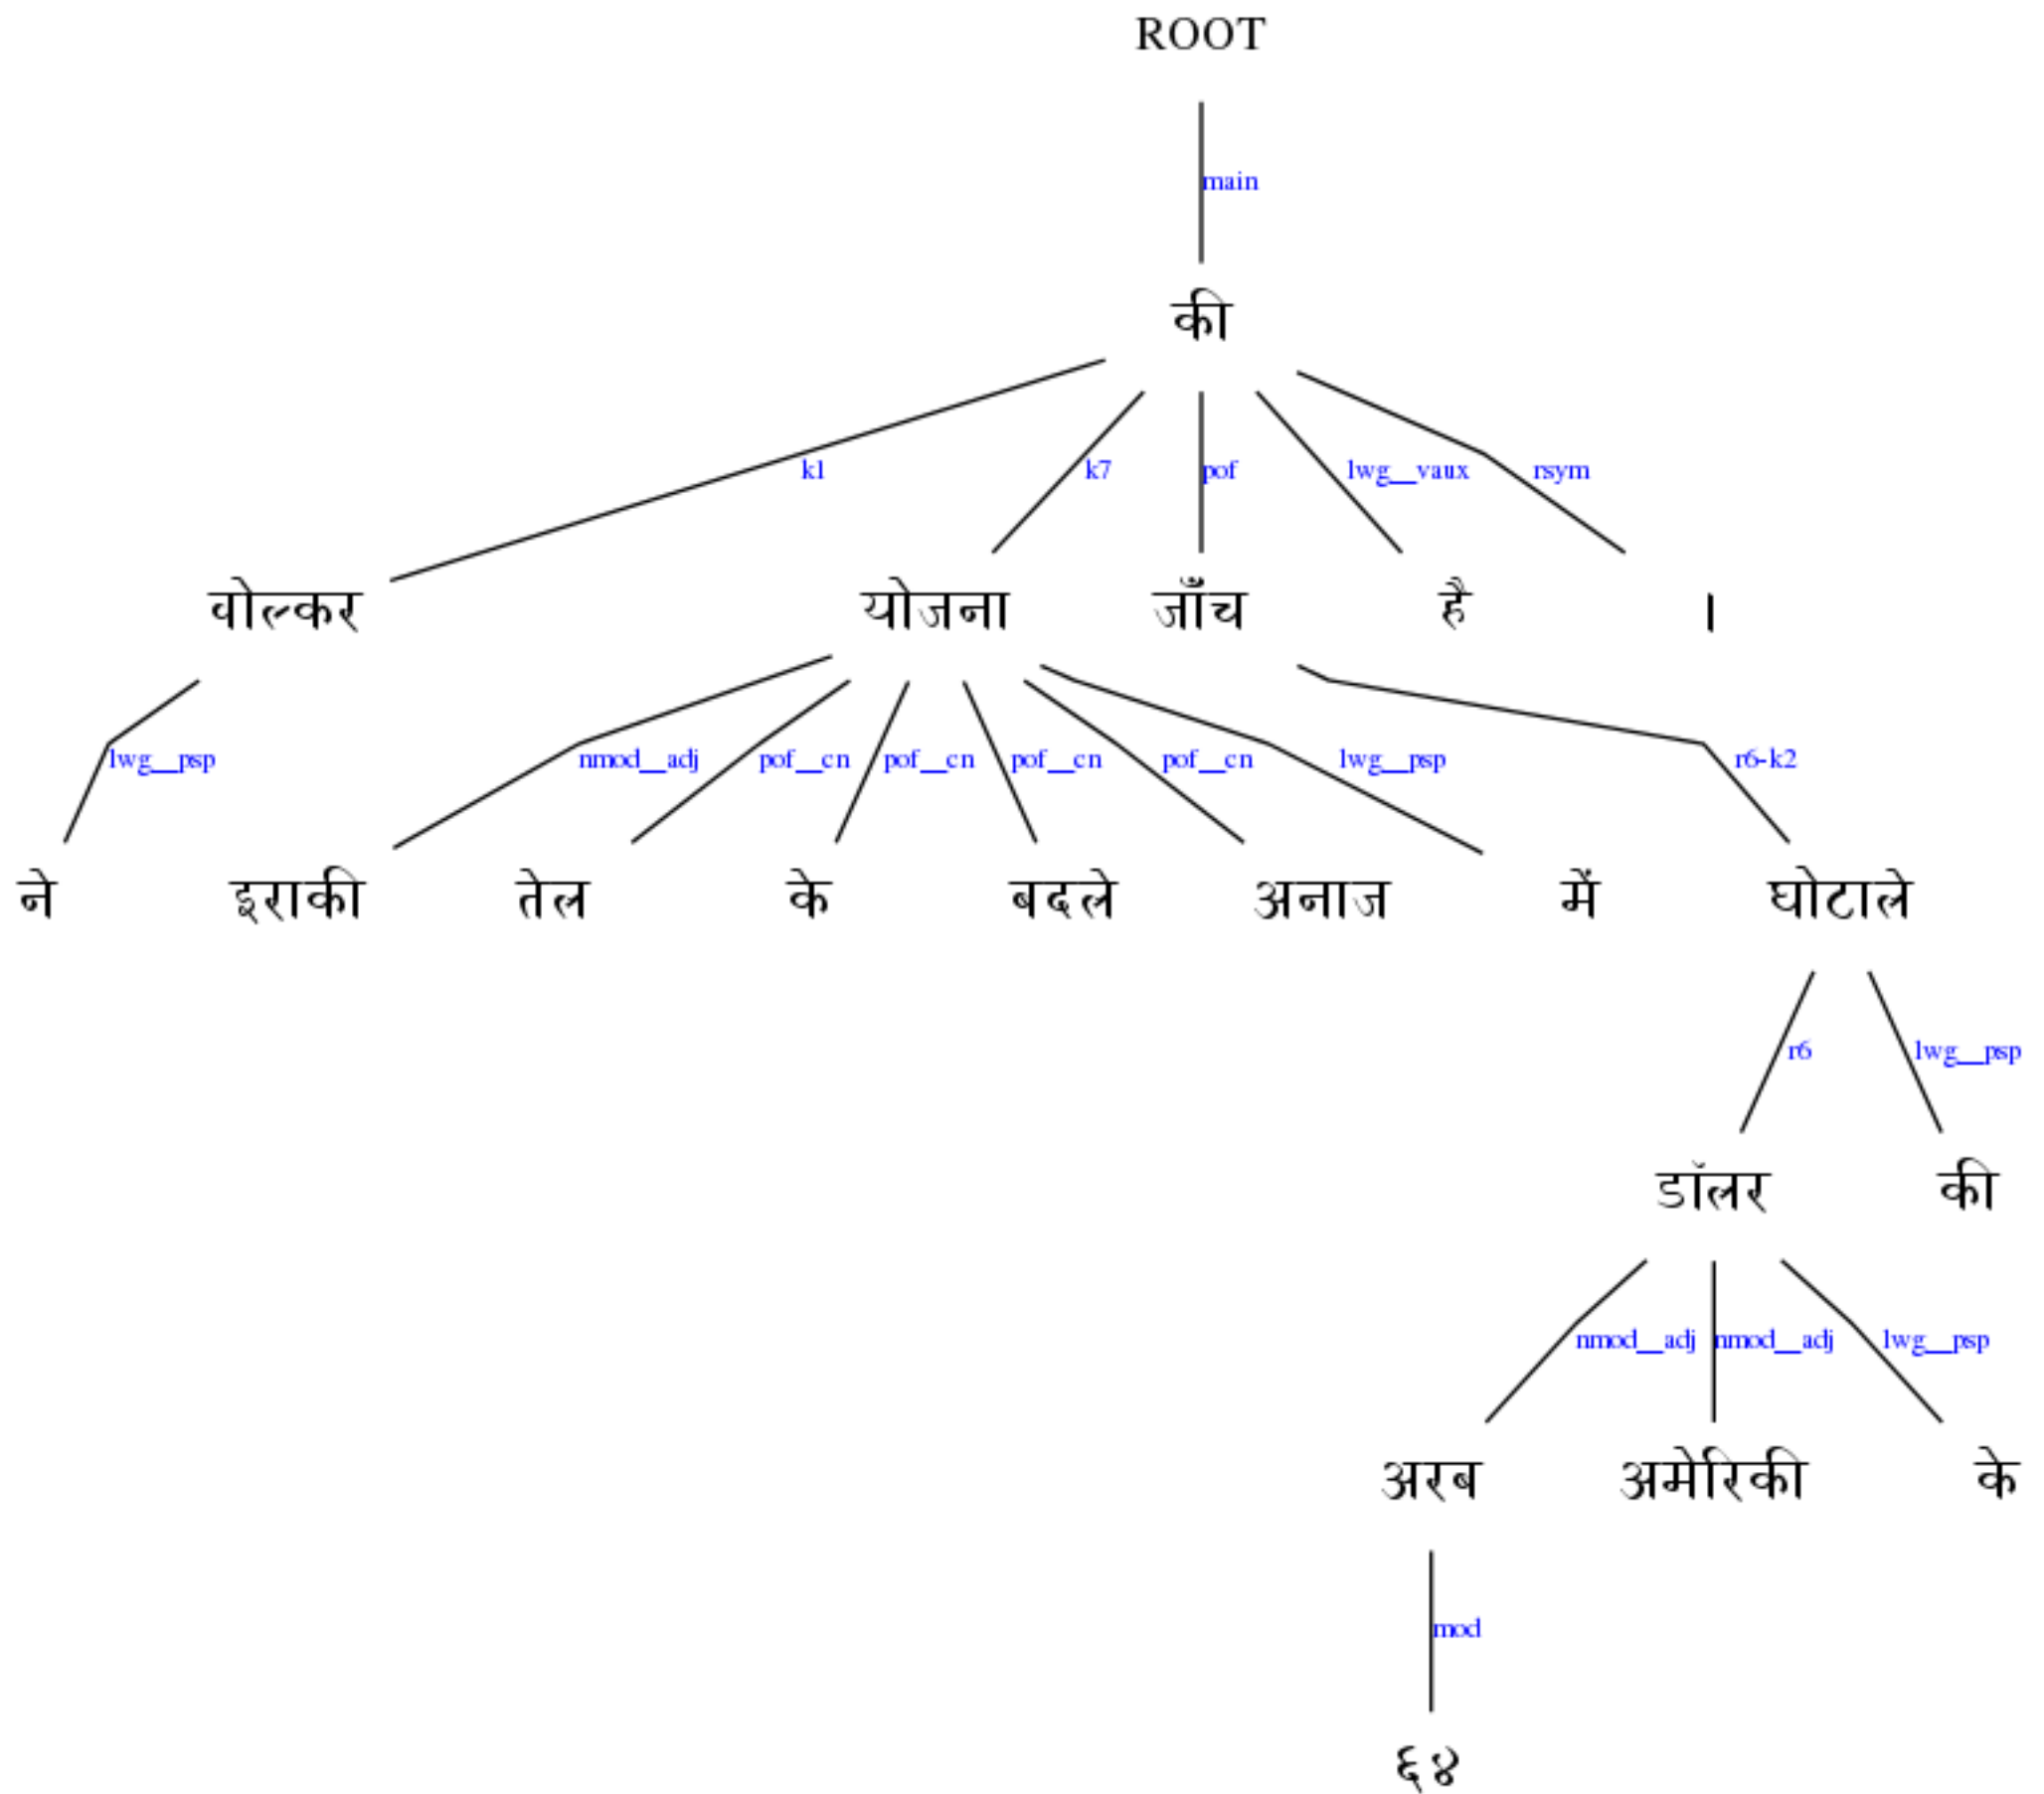 ROOT
main
की
k1 k7 pof lwg__vaux rsym
वोल्कर योजना जाँच है ।
lwg__psp nmod__adj pof__cn pof__cn pof__cn pof__cn lwg__psp r6-k2
ने इराकी तेल के बदले अनाज में घोटाले
r6 lwg__psp
डॉलर की
nmod__adj nmod__adj lwg__psp
अरब अमेरिकी के
mod
६४